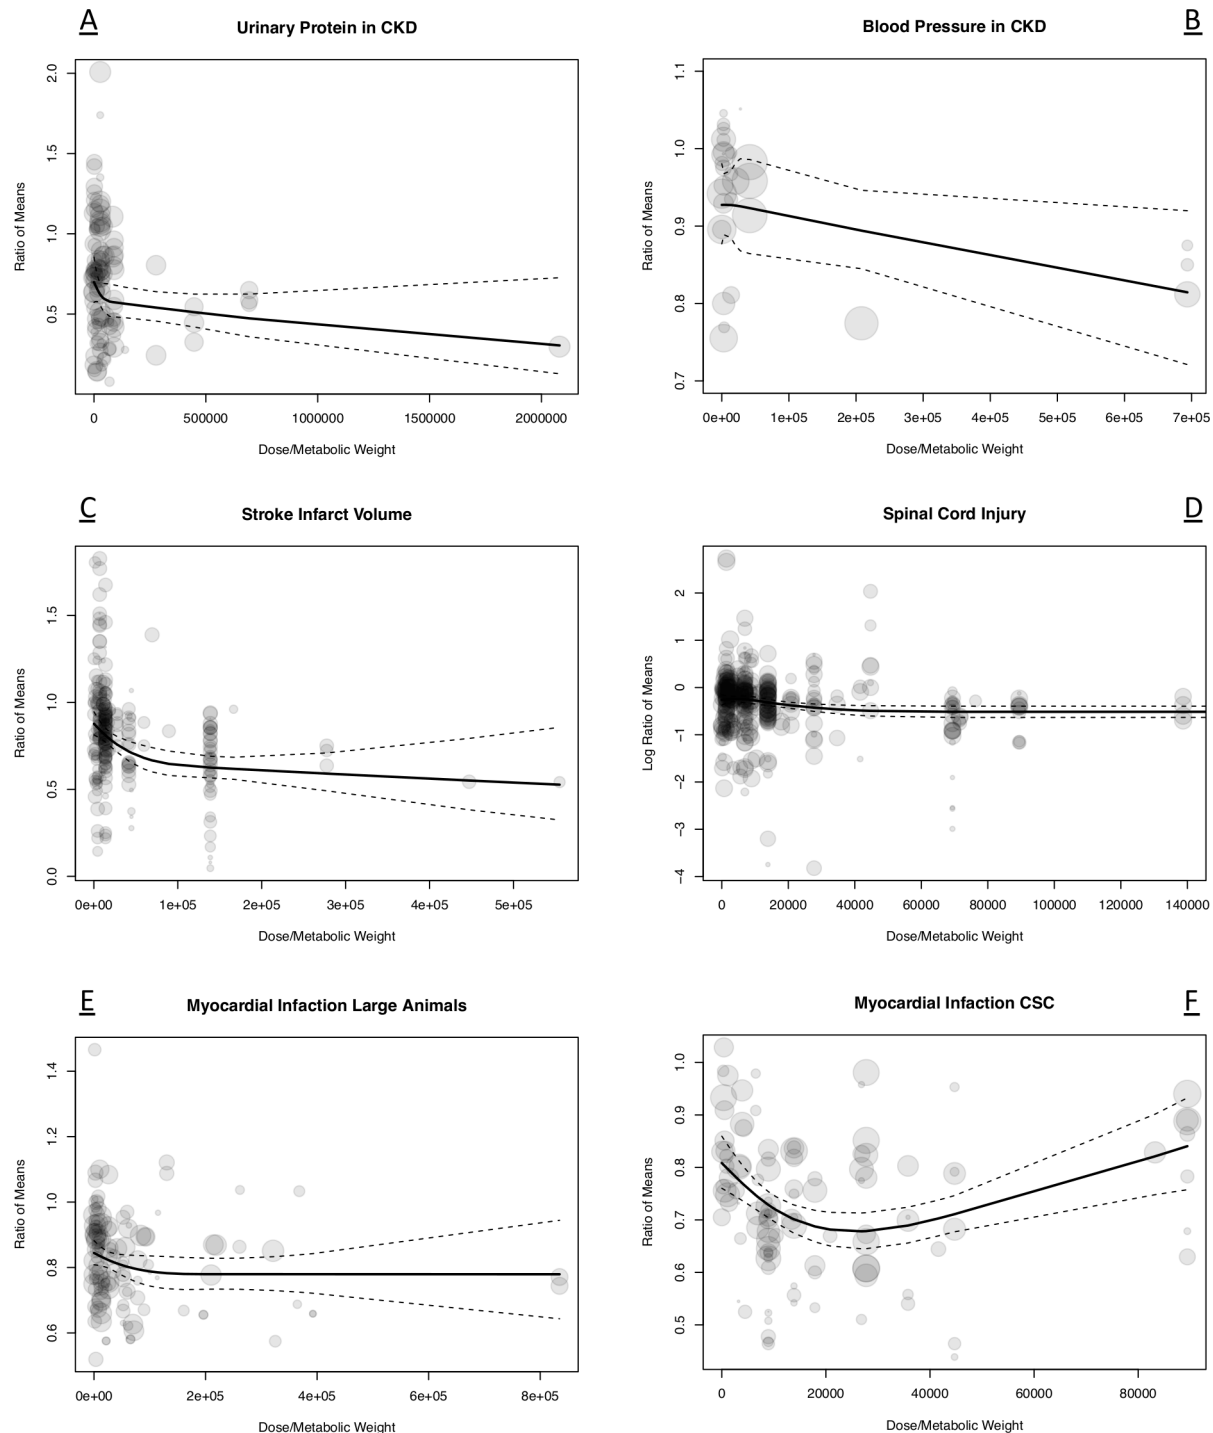 A
Urinary Protein in CKD
Ratio of Means
2.0
1.5
1.0
0.5
0 500000 1000000 1500000 2000000
Dose/Metabolic Weight
B
Blood Pressure in CKD
Ratio of Means
1.1
1.0
0.9
0.8
0.7
0e+00 1e+05 2e+05 3e+05 4e+05 5e+05 6e+05 7e+05
Dose/Metabolic Weight
C
Stroke Infarct Volume
Ratio of Means
1.5
1.0
0.5
0.0
0e+00 1e+05 2e+05 3e+05 4e+05 5e+05
Dose/Metabolic Weight
D
Spinal Cord Injury
Log Ratio of Means
2
1
0
−1
−2
−3
−4
0 20000 40000 60000 80000 100000 120000 140000
Dose/Metabolic Weight
E
Myocardial Infaction Large Animals
Ratio of Means
1.4
1.2
1.0
0.8
0.6
0e+00 2e+05 4e+05 6e+05 8e+05
Dose/Metabolic Weight
F
Myocardial Infaction CSC
Ratio of Means
1.0
0.9
0.8
0.7
0.6
0.5
0 20000 40000 60000 80000
Dose/Metabolic Weight